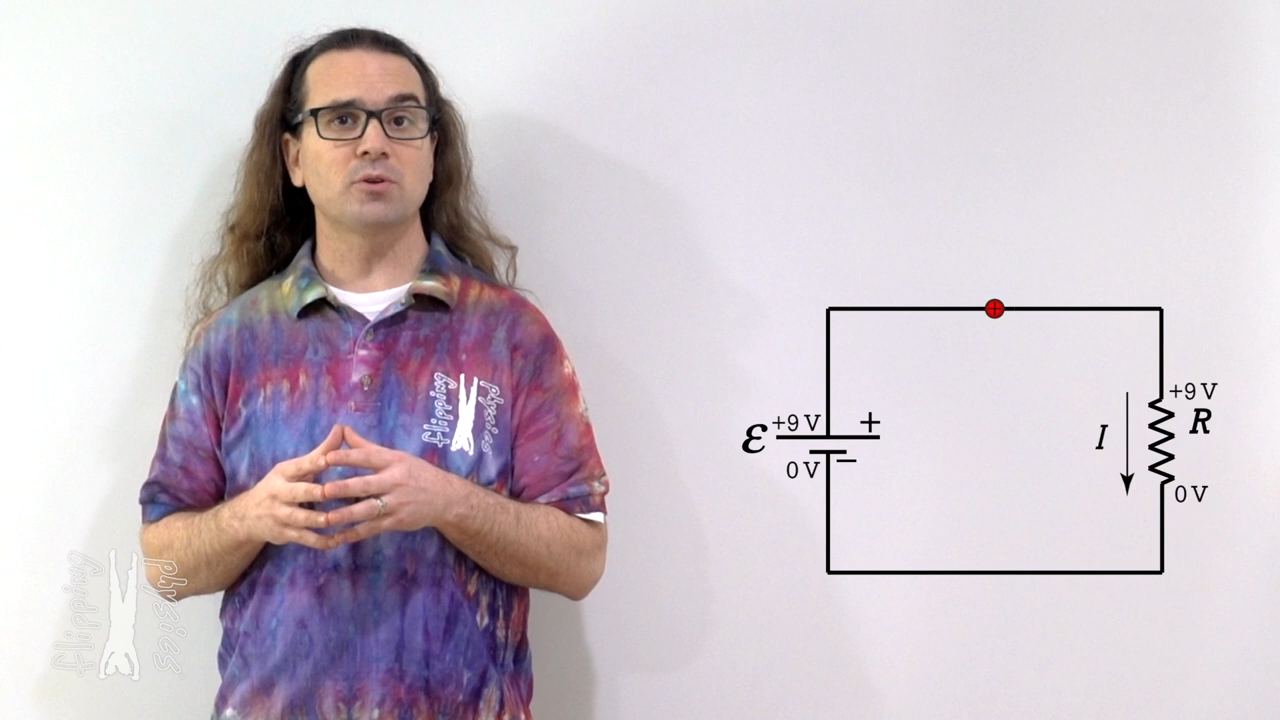 flipping physics
flipping physics
ε +9 V +
0 V −
I
+9 V
R
0 V